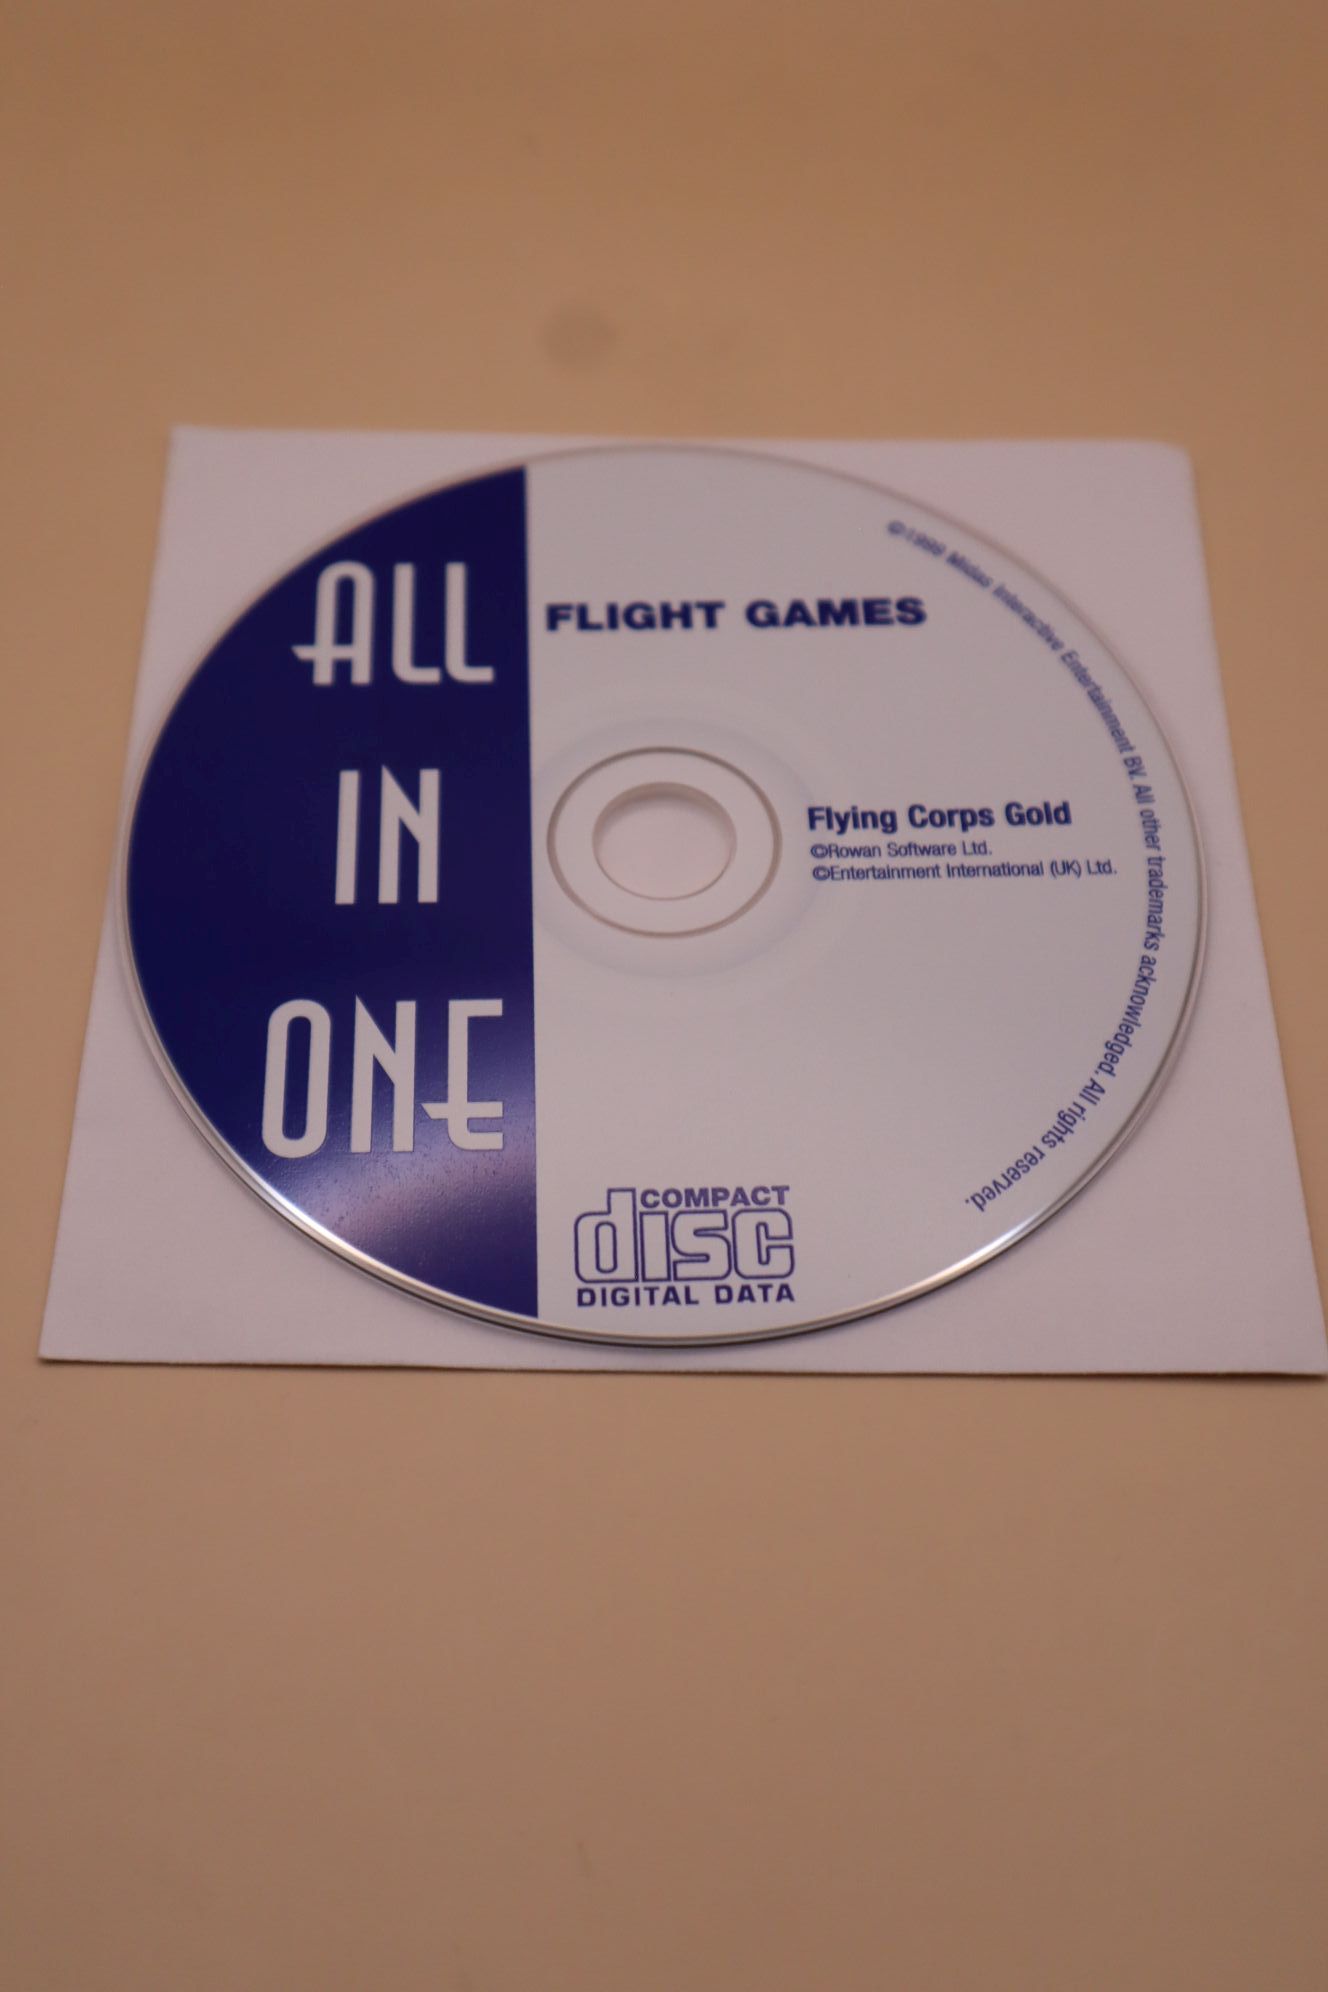 ALL
IN
ONE
FLIGHT GAMES
Flying Corps Gold
©Rowan Software Ltd.
©Entertainment International (UK) Ltd.
COMPACT
disc
DIGITAL DATA
©1999 Midas Interactive Entertainment BV. All other trademarks acknowledged. All rights reserved.